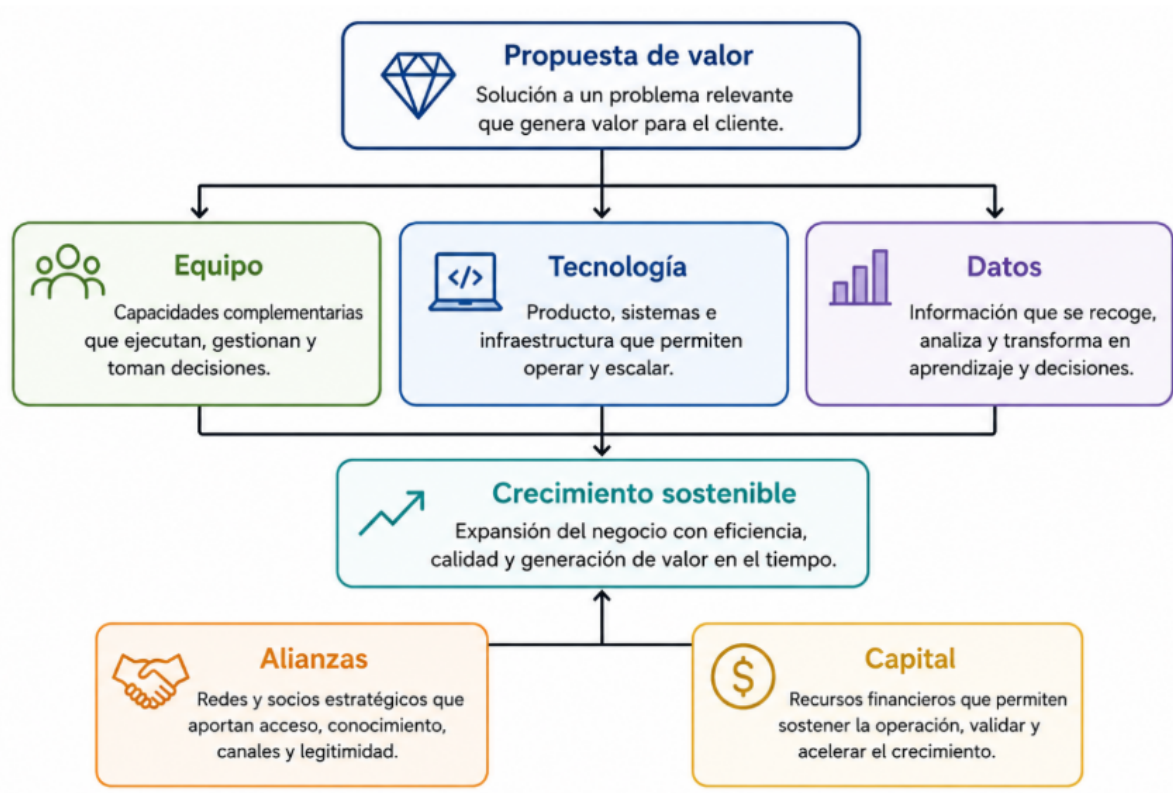 Propuesta de valor
Solución a un problema relevante
que genera valor para el cliente.
Equipo
Capacidades complementarias
que ejecutan, gestionan y
toman decisiones.
</>
Tecnología
Producto, sistemas e
infraestructura que permiten
operar y escalar.
Datos
Información que se recoge,
analiza y transforma en
aprendizaje y decisiones.
Crecimiento sostenible
Expansión del negocio con eficiencia,
calidad y generación de valor en el tiempo.
Alianzas
Redes y socios estratégicos que
aportan acceso, conocimiento,
canales y legitimidad.
$
Capital
Recursos financieros que permiten
sostener la operación, validar y
acelerar el crecimiento.